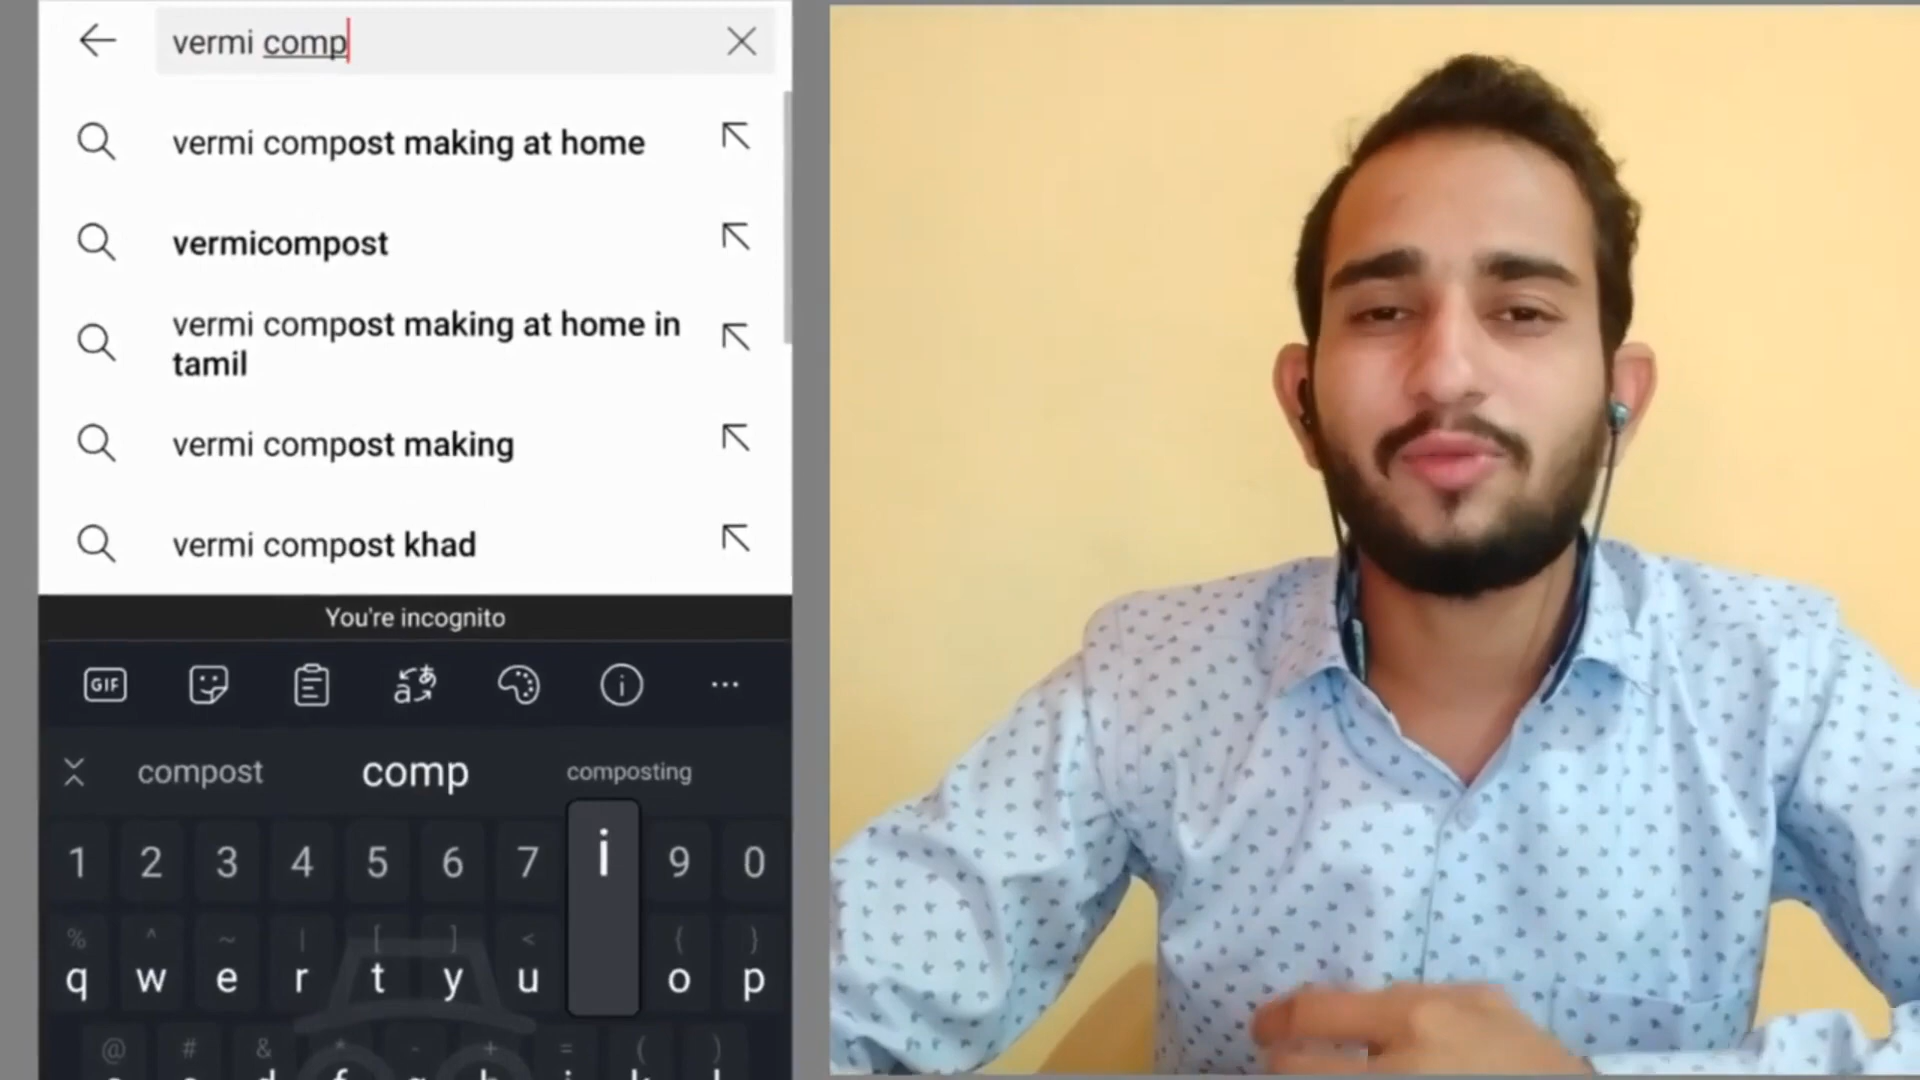 vermi comp
vermi compost making at home
vermicompost
vermi compost making at home in
tamil
vermi compost making
vermi compost khad
You're incognito
GIF
compost comp composting
1 2 3 4 5 6 7 i 9 0
% ^ ~ | [ ] < { }
q w e r t y u o p
@ # & * - + = ( )